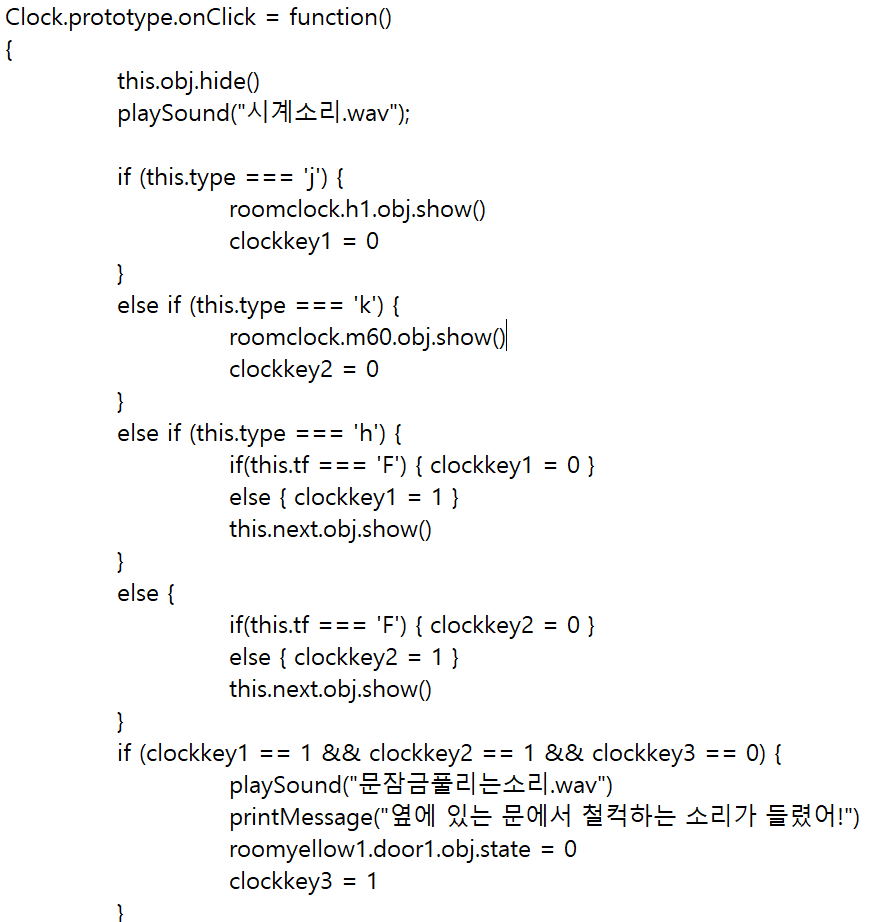 Clock.prototype.onClick = function()
{
this.obj.hide()
playSound("시계소리.wav");
if (this.type === 'j') {
roomclock.h1.obj.show()
clockkey1 = 0
}
else if (this.type === 'k') {
roomclock.m60.obj.show()
clockkey2 = 0
}
else if (this.type === 'h') {
if(this.tf === 'F') { clockkey1 = 0 }
else { clockkey1 = 1 }
this.next.obj.show()
}
else {
if(this.tf === 'F') { clockkey2 = 0 }
else { clockkey2 = 1 }
this.next.obj.show()
}
if (clockkey1 == 1 && clockkey2 == 1 && clockkey3 == 0) {
playSound("문잠금풀리는소리.wav")
printMessage("옆에 있는 문에서 철컥하는 소리가 들렸어!")
roomyellow1.door1.obj.state = 0
clockkey3 = 1
}